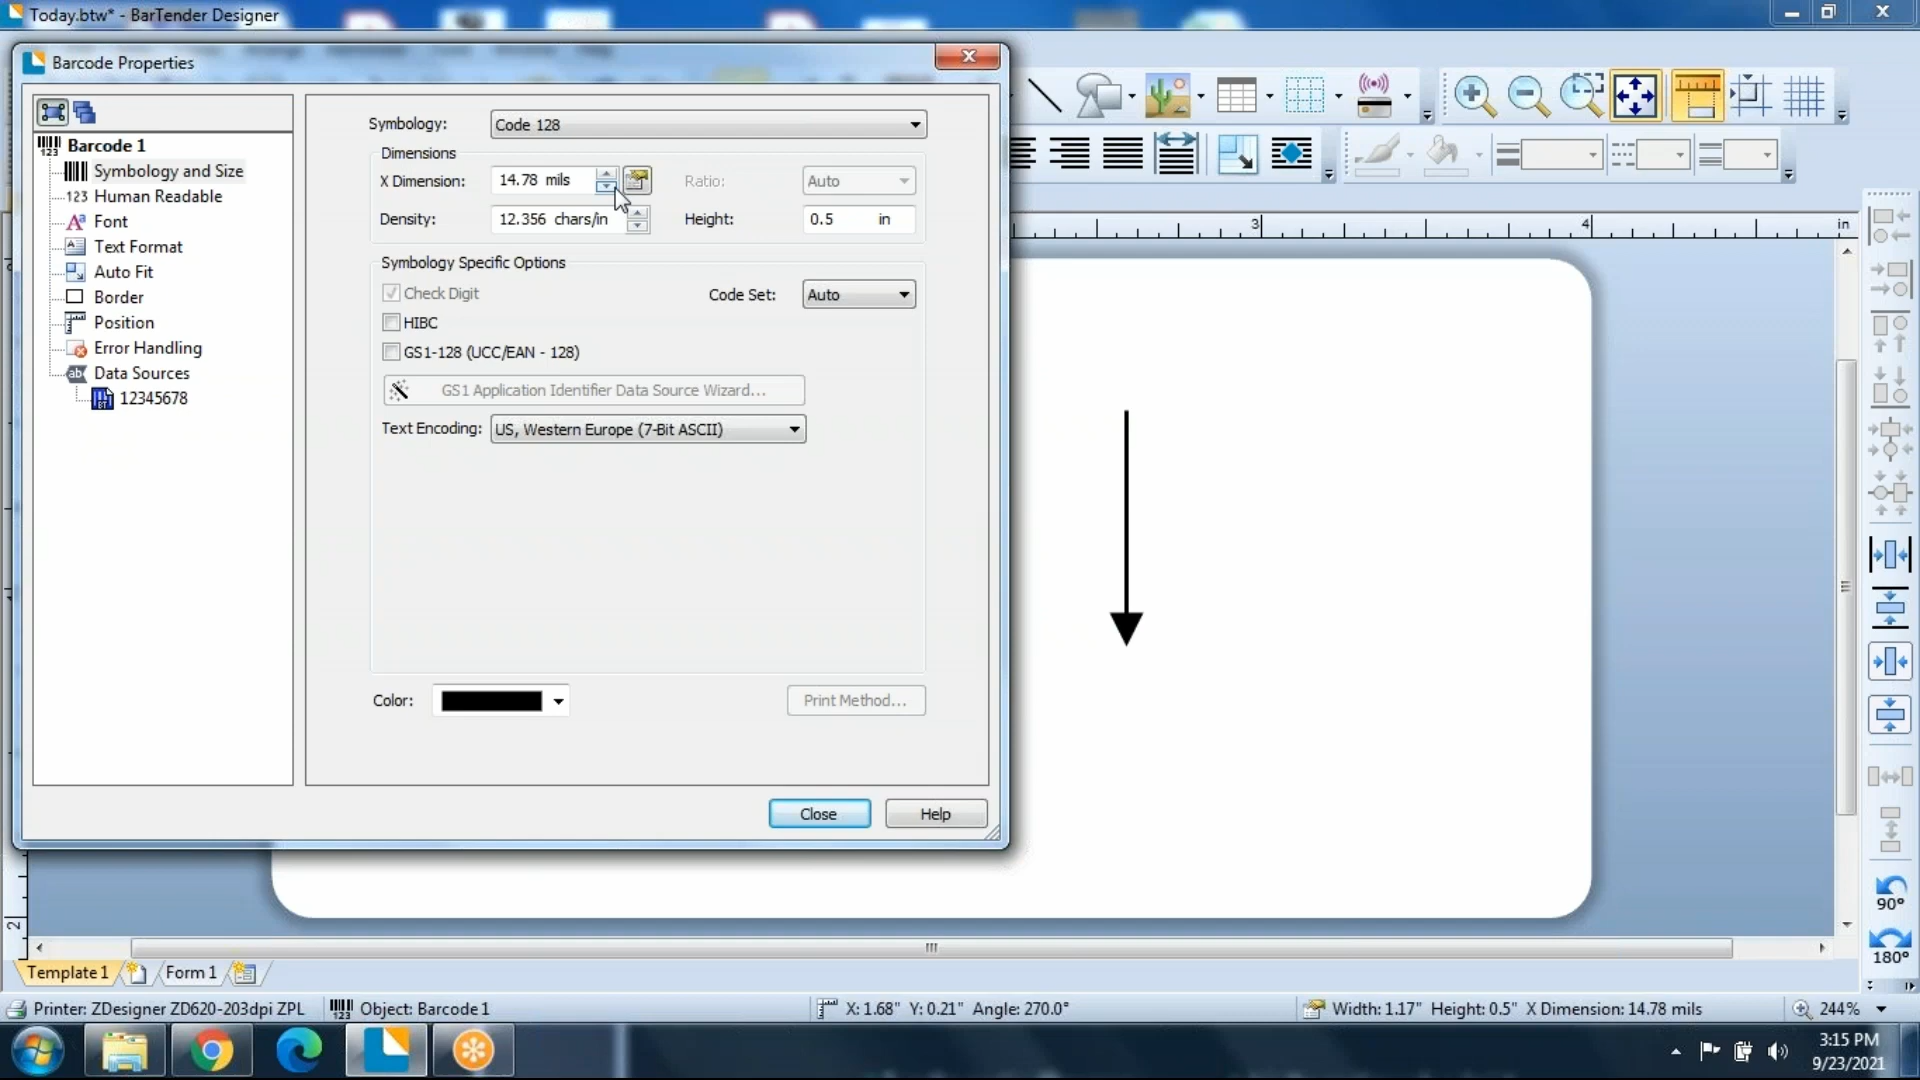 Today.btw* - BarTender Designer
Barcode Properties
Symbology: Code 128
Dimensions
X Dimension: 14.78 mils Ratio: Auto
Density: 12.356 chars/in Height: 0.5 in
Symbology Specific Options
Check Digit Code Set: Auto
HIBC
GS1-128 (UCC/EAN - 128)
GS1 Application Identifier Data Source Wizard...
Text Encoding: US, Western Europe (7-Bit ASCII)
Color: Print Method...
Close Help
Barcode 1
Symbology and Size
123 Human Readable
Font
Text Format
Auto Fit
Border
Position
Error Handling
ab Data Sources
12345678
3 4 in
2
90°
180°
Template 1 Form 1
Printer: ZDesigner ZD620-203dpi ZPL Object: Barcode 1 X: 1.68" Y: 0.21" Angle: 270.0° Width: 1.17" Height: 0.5" X Dimension: 14.78 mils 244%
3:15 PM
9/23/2021